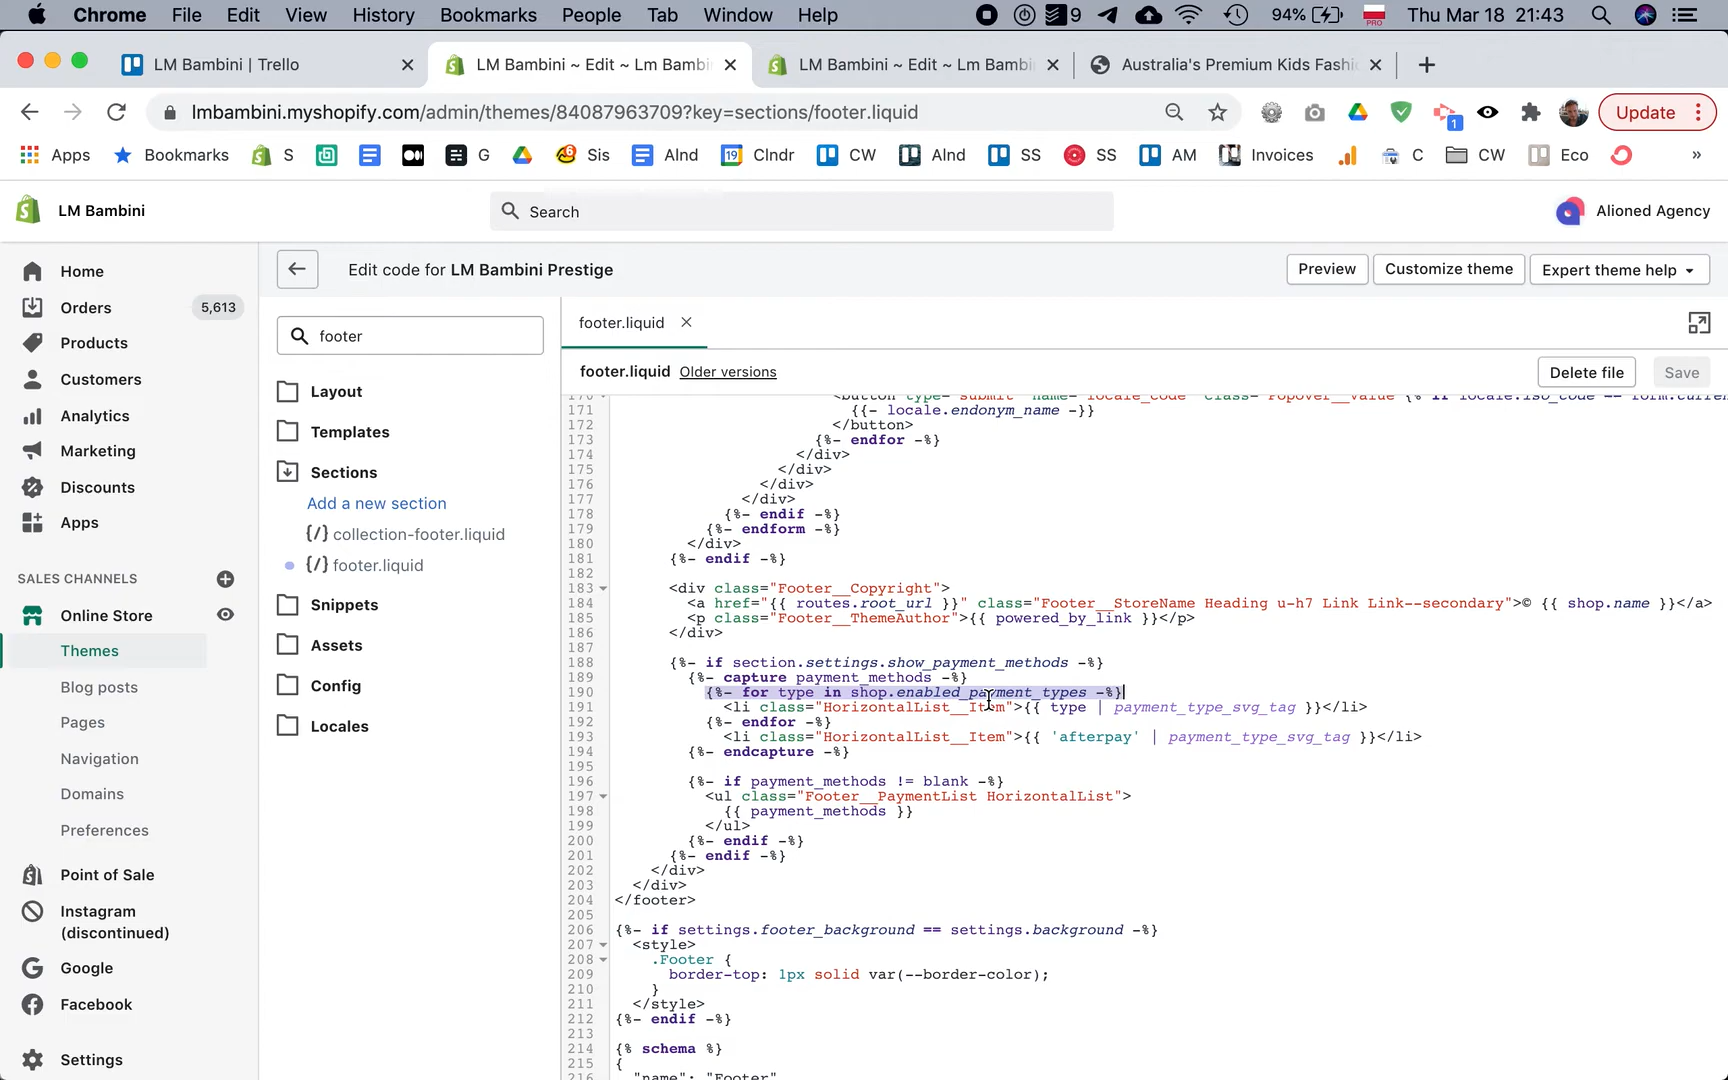 Chrome File Edit View History Bookmarks People Tab Window Help 9 94% PRO Thu Mar 18 21:43
LM Bambini | Trello
LM Bambini ~ Edit ~ Lm Bambi
LM Bambini ~ Edit ~ Lm Bambi
Australia's Premium Kids Fashi
lmbambini.myshopify.com/admin/themes/84087963709?key=sections/footer.liquid
1
Update
Apps Bookmarks S G Sis Alnd 19 Clndr CW Alnd SS SS AM Invoices C CW Eco »
LM Bambini
Search
Alioned Agency
Home
Orders 5,613
Products
Customers
Analytics
Marketing
Discounts
Apps
SALES CHANNELS
Online Store
Themes
Blog posts
Pages
Navigation
Domains
Preferences
Point of Sale
Instagram
(discontinued)
Google
Facebook
Settings
Edit code for LM Bambini Prestige
Preview
Customize theme
Expert theme help
footer
Layout
Templates
Sections
Add a new section
{/} collection-footer.liquid
{/} footer.liquid
Snippets
Assets
Config
Locales
footer.liquid
footer.liquid Older versions
Delete file
Save
171 {{- locale.endonym_name -}}
172 </button>
173 {%- endfor -%}
174 </div>
175 </div>
176 </div>
177 </div>
178 {%- endif -%}
179 {%- endform -%}
180 </div>
181 {%- endif -%}
182
183 <div class="Footer__Copyright">
184 <a href="{{ routes.root_url }}" class="Footer__StoreName Heading u-h7 Link Link--secondary">© {{ shop.name }}</a>
185 <p class="Footer__ThemeAuthor">{{ powered_by_link }}</p>
186 </div>
187
188 {%- if section.settings.show_payment_methods -%}
189 {%- capture payment_methods -%}
190 {%- for type in shop.enabled_payment_types -%}
191 <li class="HorizontalList__Item">{{ type | payment_type_svg_tag }}</li>
192 {%- endfor -%}
193 <li class="HorizontalList__Item">{{ 'afterpay' | payment_type_svg_tag }}</li>
194 {%- endcapture -%}
195
196 {%- if payment_methods != blank -%}
197 <ul class="Footer__PaymentList HorizontalList">
198 {{ payment_methods }}
199 </ul>
200 {%- endif -%}
201 {%- endif -%}
202 </div>
203 </div>
204 </footer>
205
206 {%- if settings.footer_background == settings.background -%}
207 <style>
208 .Footer {
209 border-top: 1px solid var(--border-color);
210 }
211 </style>
212 {%- endif -%}
213
214 {% schema %}
215 {
216 "name": "Footer"